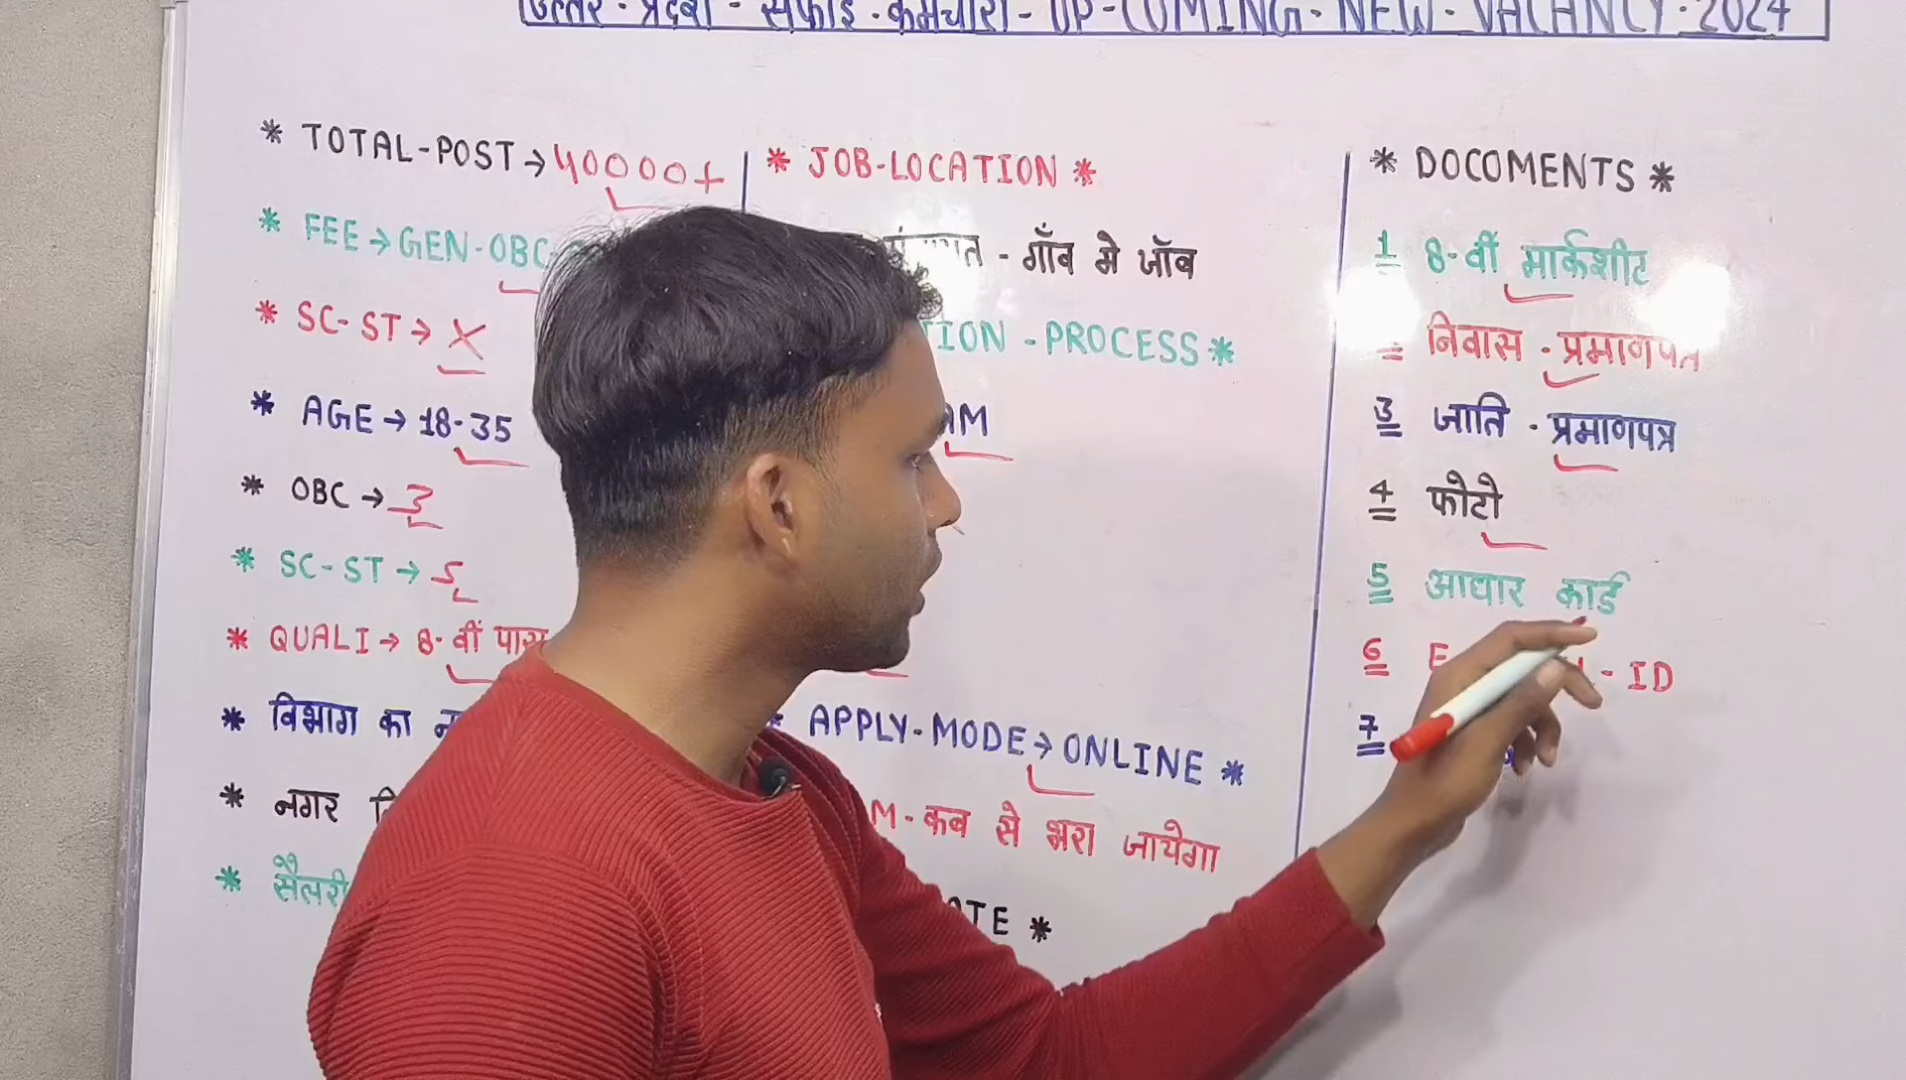 उत्तर - प्रदेश - सफाई - कर्मचारी - UP-COMING - NEW - VACANCY - 2024
* TOTAL-POST → 40000+
* FEE → GEN-OBC-
* SC-ST → X
* AGE → 18-35
* OBC → 3
* SC-ST → 5
* QUALI → 8-वीं पास
* विभाग का
* नगर
* सैलरी
* JOB-LOCATION *
- गाँव मे जॉब
TION - PROCESS *
AM
* APPLY-MODE → ONLINE *
M - कब से भरा जायेगा
ATE *
* DOCOMENTS *
1 8-वीं मार्कशीट
निवास - प्रमाणपत
3 जाति - प्रमाणपत्र
4 फोटो
5 आधार कार्ड
6 E - ID
7